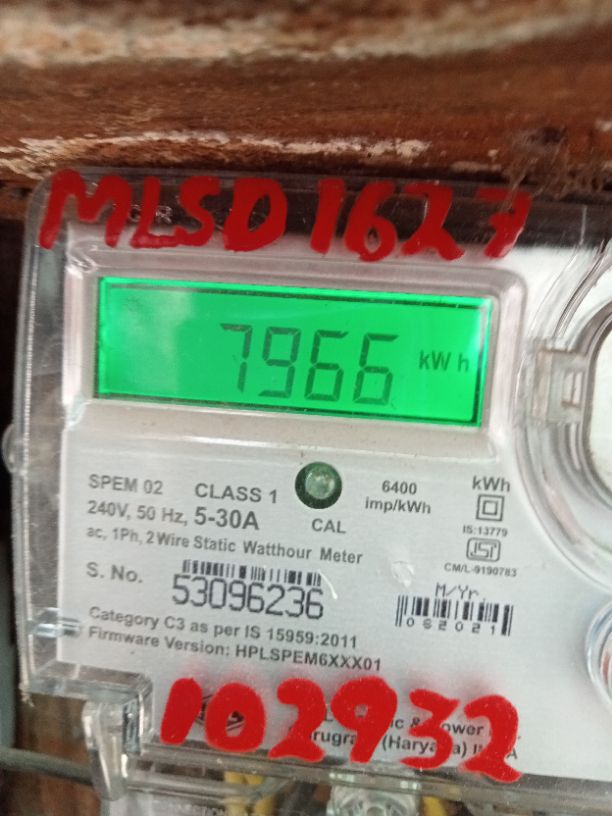 MLSD1627
7966 kWh
SPEM 02 CLASS 1 6400 imp/kWh kWh
240V, 50 Hz, 5-30A CAL IS:13779
ac, 1Ph, 2 Wire Static Watthour Meter
CM/L-9190783
S. No. 53096236 M/Yr.
062021
Category C3 as per IS 15959:2011
Firmware Version: HPLSPEM6XXX01
102932
(Haryana)